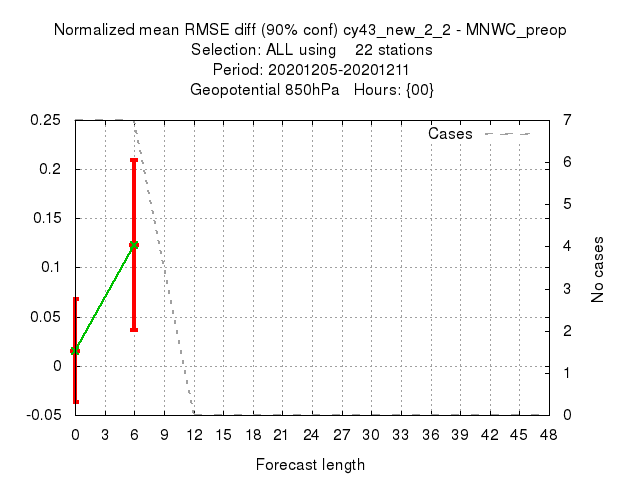 Normalized mean RMSE diff (90% conf) cy43_new_2_2 - MNWC_preop
Selection: ALL using    22 stations
Period: 20201205-20201211
Geopotential 850hPa   Hours: {00}
0.25
0.2
0.15
0.1
0.05
0
-0.05
Cases
7
6
5
4
3
2
1
0
No cases
0 3 6 9 12 15 18 21 24 27 30 33 36 39 42 45 48
Forecast length